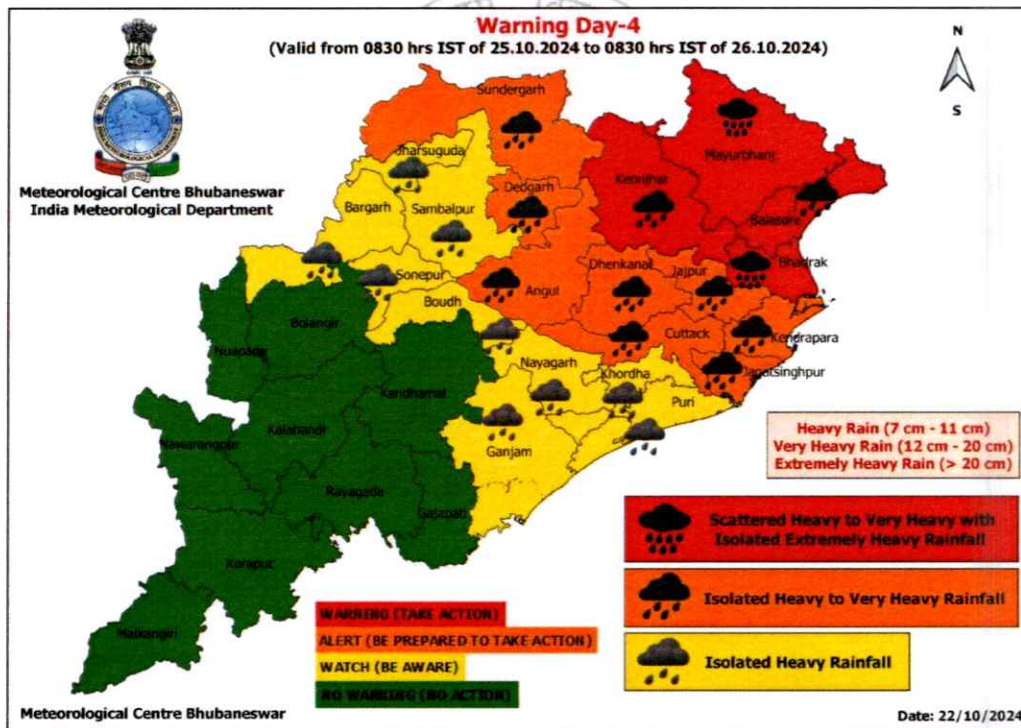 Warning Day-4
(Valid from 0830 hrs IST of 25.10.2024 to 0830 hrs IST of 26.10.2024)
N
S
Meteorological Centre Bhubaneswar
India Meteorological Department
Sundergarh
Jharsuguda
Mayurbhanj
Keonjhar
Deogarh
Bargarh
Sambalpur
Balasore
Bhadrak
Sonepur
Dhenkanal
Jajpur
Angul
Boudh
Bolangir
Cuttack
Kendrapara
Nuapada
Nayagarh
Khordha
Jagatsinghpur
Kandhamal
Puri
Kalahandi
Nawarangpur
Ganjam
Rayagada
Gajapati
Koraput
Malkangiri
Heavy Rain (7 cm - 11 cm)
Very Heavy Rain (12 cm - 20 cm)
Extremely Heavy Rain (> 20 cm)
Scattered Heavy to Very Heavy with
Isolated Extremely Heavy Rainfall
Isolated Heavy to Very Heavy Rainfall
Isolated Heavy Rainfall
WARNING (TAKE ACTION)
ALERT (BE PREPARED TO TAKE ACTION)
WATCH (BE AWARE)
NO WARNING (NO ACTION)
Meteorological Centre Bhubaneswar
Date: 22/10/2024